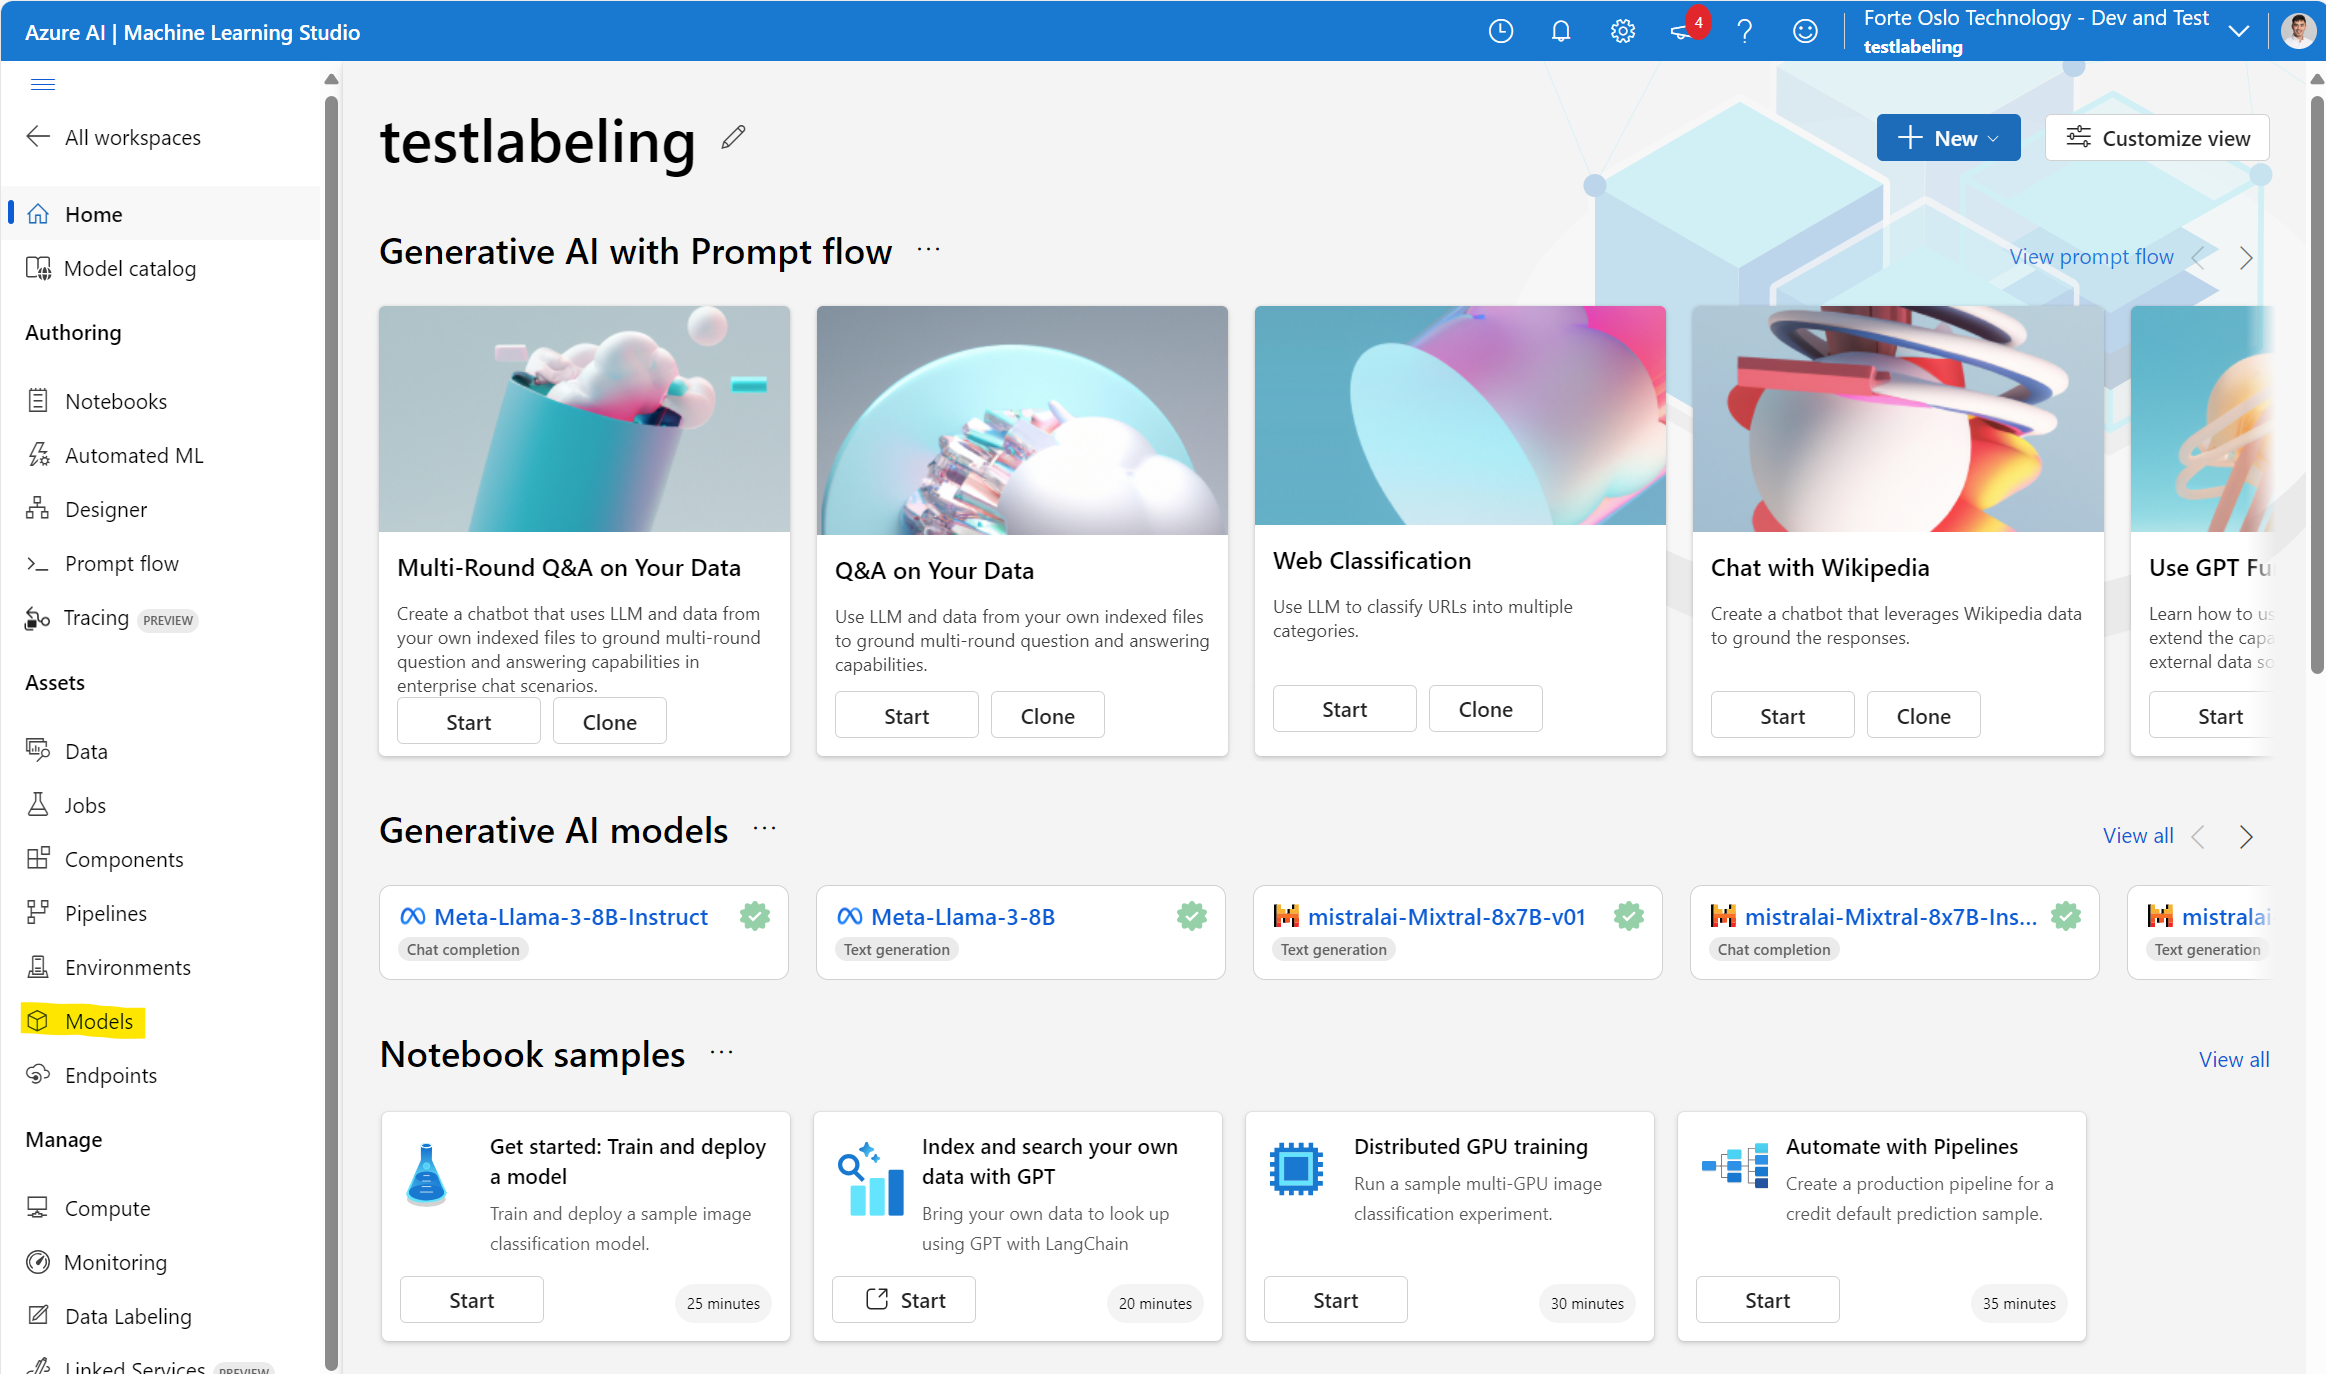 Azure AI | Machine Learning Studio
4
Forte Oslo Technology - Dev and Test
testlabeling
All workspaces
Home
Model catalog
Authoring
Notebooks
Automated ML
Designer
Prompt flow
Tracing PREVIEW
Assets
Data
Jobs
Components
Pipelines
Environments
Models
Endpoints
Manage
Compute
Monitoring
Data Labeling
Linked Services PREVIEW
testlabeling
New
Customize view
Generative AI with Prompt flow ...
View prompt flow
Multi-Round Q&A on Your Data
Create a chatbot that uses LLM and data from
your own indexed files to ground multi-round
question and answering capabilities in
enterprise chat scenarios.
Start
Clone
Q&A on Your Data
Use LLM and data from your own indexed files
to ground multi-round question and answering
capabilities.
Start
Clone
Web Classification
Use LLM to classify URLs into multiple
categories.
Start
Clone
Chat with Wikipedia
Create a chatbot that leverages Wikipedia data
to ground the responses.
Start
Clone
Use GPT Fu
Learn how to us
extend the capa
external data so
Start
Generative AI models ...
View all
Meta-Llama-3-8B-Instruct
Chat completion
Meta-Llama-3-8B
Text generation
mistralai-Mixtral-8x7B-v01
Text generation
mistralai-Mixtral-8x7B-Ins...
Chat completion
mistralai
Text generation
Notebook samples ...
View all
Get started: Train and deploy
a model
Train and deploy a sample image
classification model.
Start
25 minutes
Index and search your own
data with GPT
Bring your own data to look up
using GPT with LangChain
Start
20 minutes
Distributed GPU training
Run a sample multi-GPU image
classification experiment.
Start
30 minutes
Automate with Pipelines
Create a production pipeline for a
credit default prediction sample.
Start
35 minutes